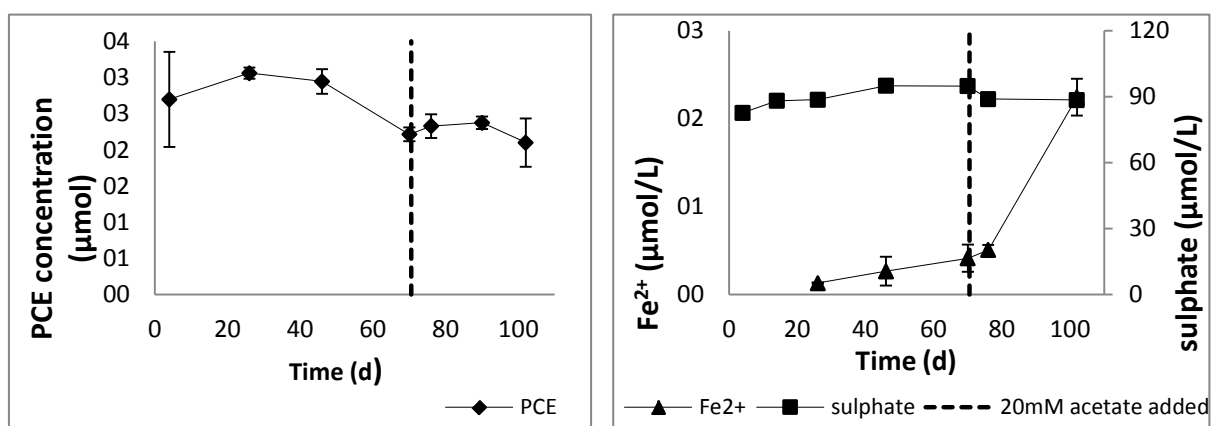 04
03
03
02
02
01
01
00
PCE concentration
(µmol)
0 20 40 60 80 100
Time (d)
PCE
03
02
01
00
Fe2+ (µmol/L)
120
90
60
30
0
sulphate (µmol/L)
0 20 40 60 80 100
Time (d)
Fe2+ sulphate 20mM acetate added